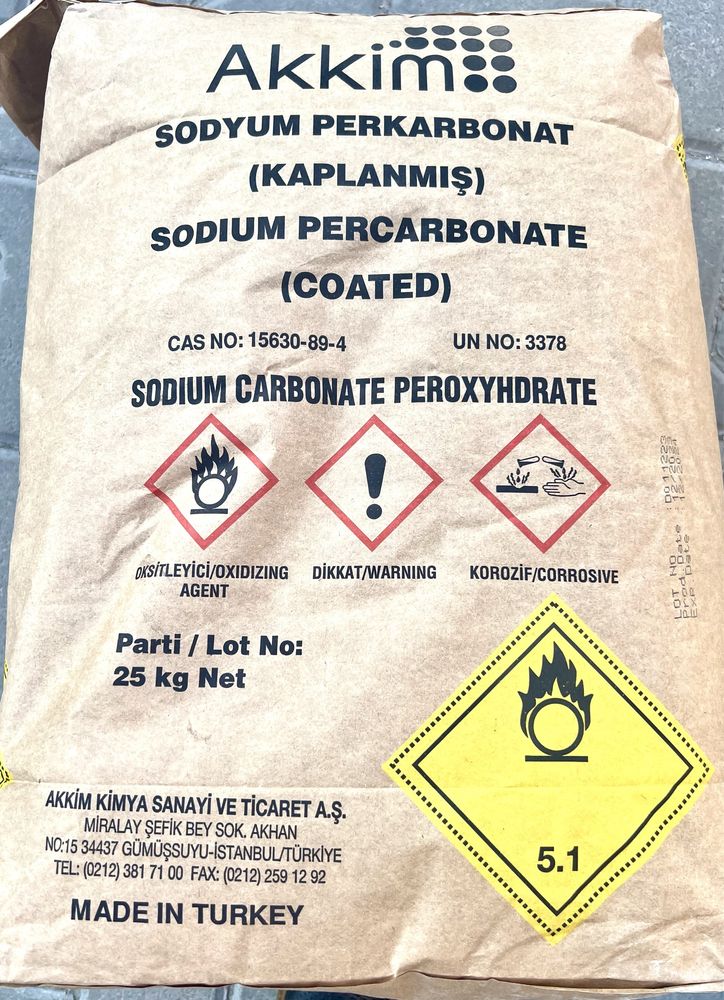 Akkim
SODYUM PERKARBONAT
(KAPLANMIŞ)
SODIUM PERCARBONATE
(COATED)
CAS NO: 15630-89-4 UN NO: 3378
SODIUM CARBONATE PEROXYHDRATE
OKSİTLEYİCİ/OXIDIZING
AGENT
DİKKAT/WARNING
KOROZİF/CORROSIVE
Parti / Lot No:
25 kg Net
5.1
AKKİM KİMYA SANAYİ VE TİCARET A.Ş.
MİRALAY ŞEFİK BEY SOK. AKHAN
NO:15 34437 GÜMÜŞSUYU-İSTANBUL/TÜRKİYE
TEL: (0212) 381 71 00 FAX: (0212) 259 12 92
MADE IN TURKEY
LOT NO
Prod.Date
Exp Date